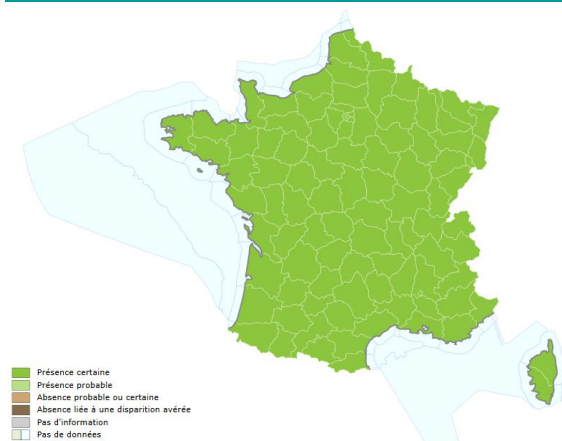 Présence certaine
Présence probable
Absence probable ou certaine
Absence liée à une disparition avérée
Pas d'information
Pas de données